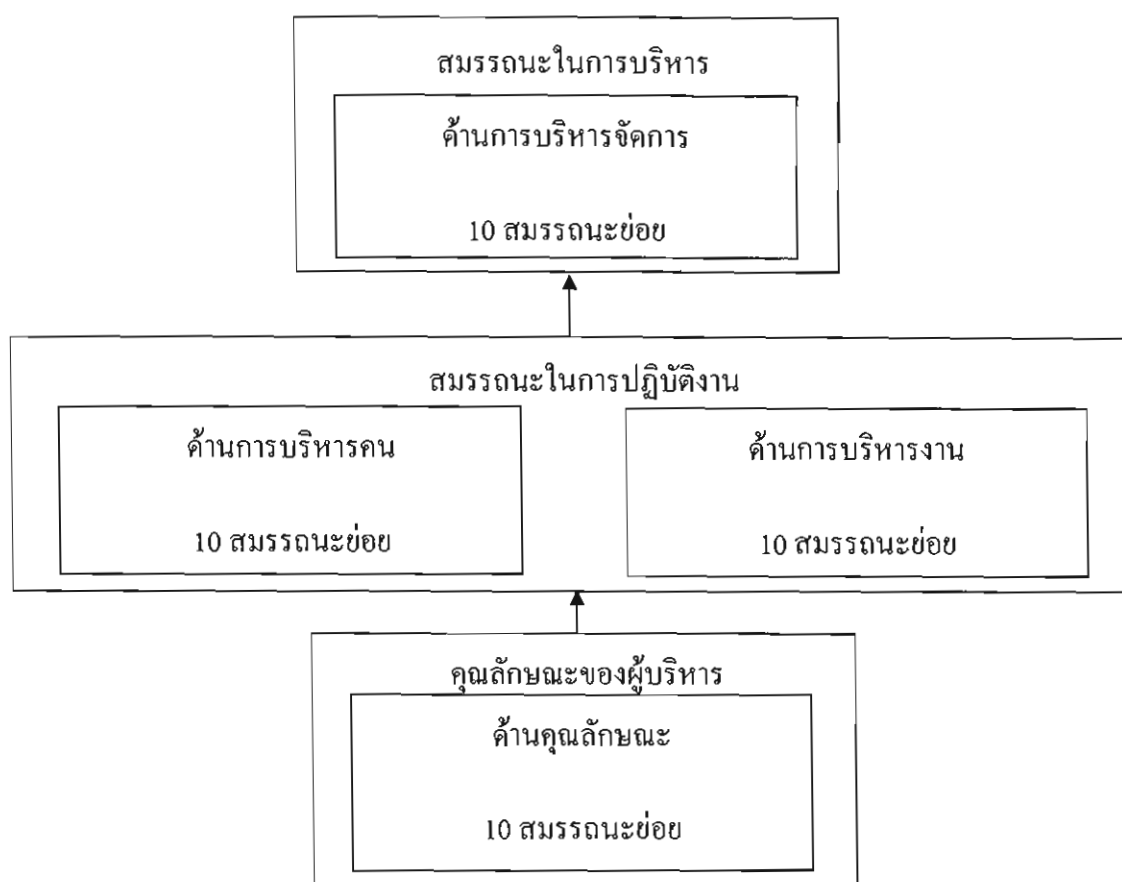 สมรรถนะในการบริหาร
ด้านการบริหารจัดการ
10 สมรรถนะย่อย
สมรรถนะในการปฏิบัติงาน
ด้านการบริหารคน
10 สมรรถนะย่อย
ด้านการบริหารงาน
10 สมรรถนะย่อย
คุณลักษณะของผู้บริหาร
ด้านคุณลักษณะ
10 สมรรถนะย่อย